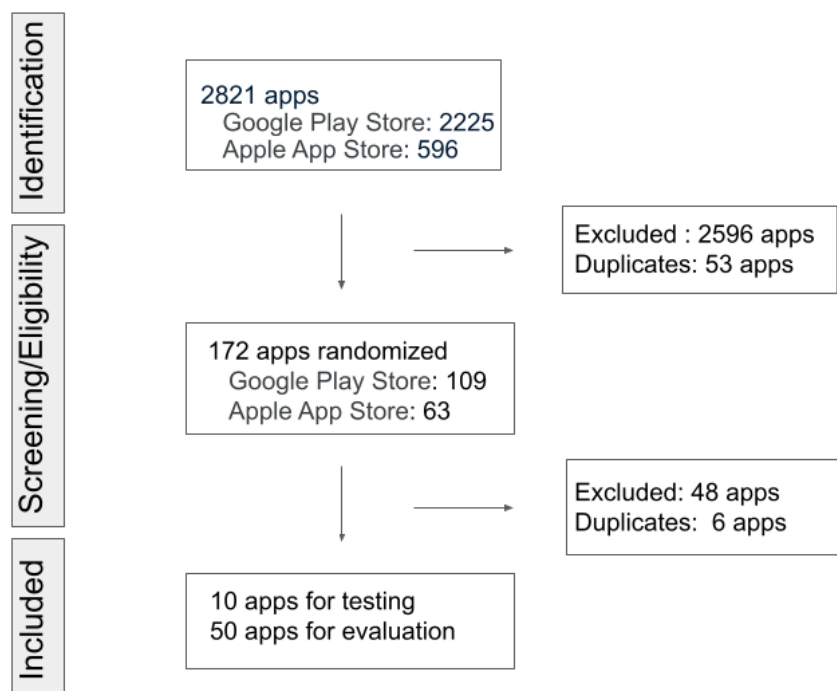 Identification
2821 apps
Google Play Store: 2225
Apple App Store: 596
Screening/Eligibility
Excluded : 2596 apps
Duplicates: 53 apps
172 apps randomized
Google Play Store: 109
Apple App Store: 63
Excluded: 48 apps
Duplicates: 6 apps
Included
10 apps for testing
50 apps for evaluation